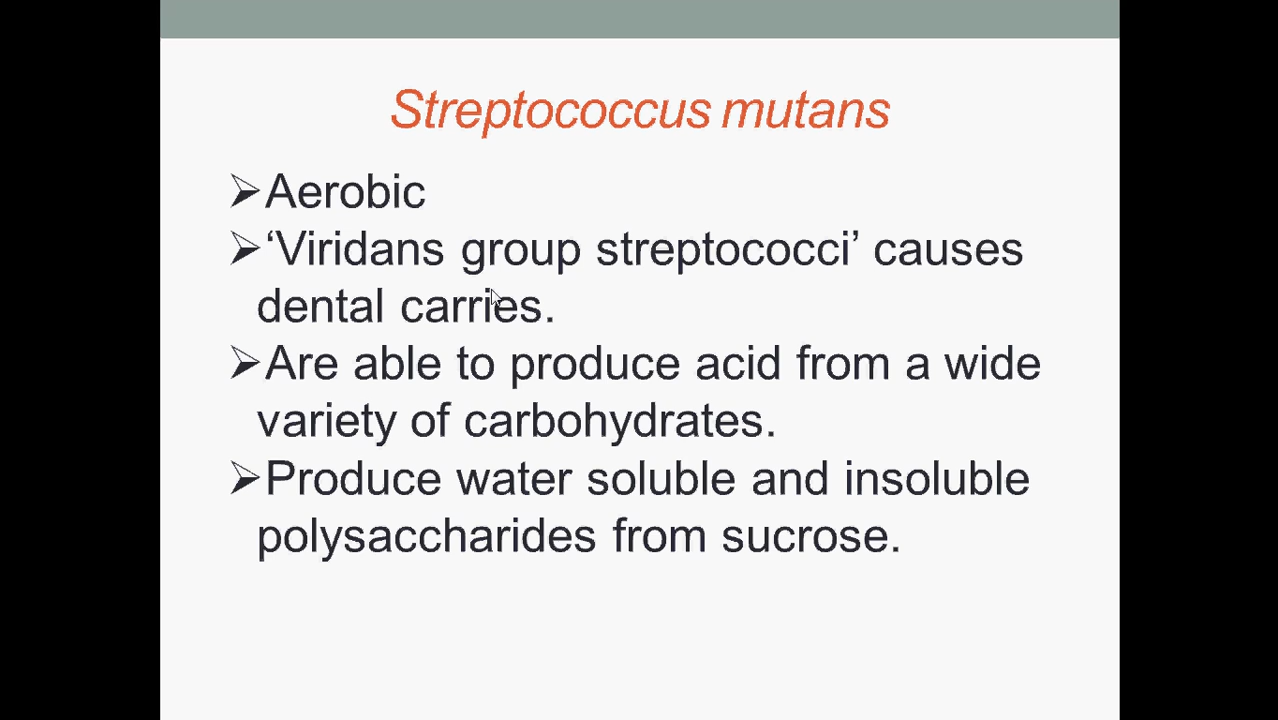 Streptococcus mutans
➢Aerobic
➢‘Viridans group streptococci’ causes
dental carries.
➢Are able to produce acid from a wide
variety of carbohydrates.
➢Produce water soluble and insoluble
polysaccharides from sucrose.